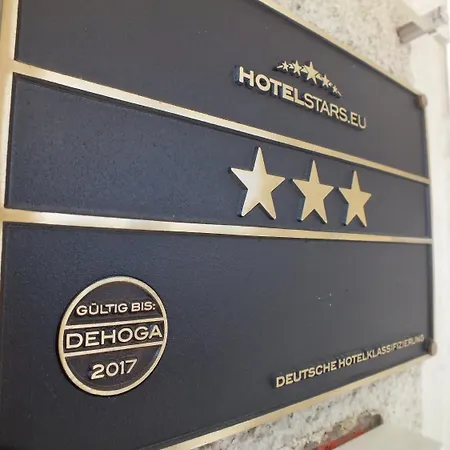 HOTELSTARS.EU
GÜLTIG BIS:
DEHOGA
2017
DEUTSCHE HOTELKLASSIFIZIERUNG